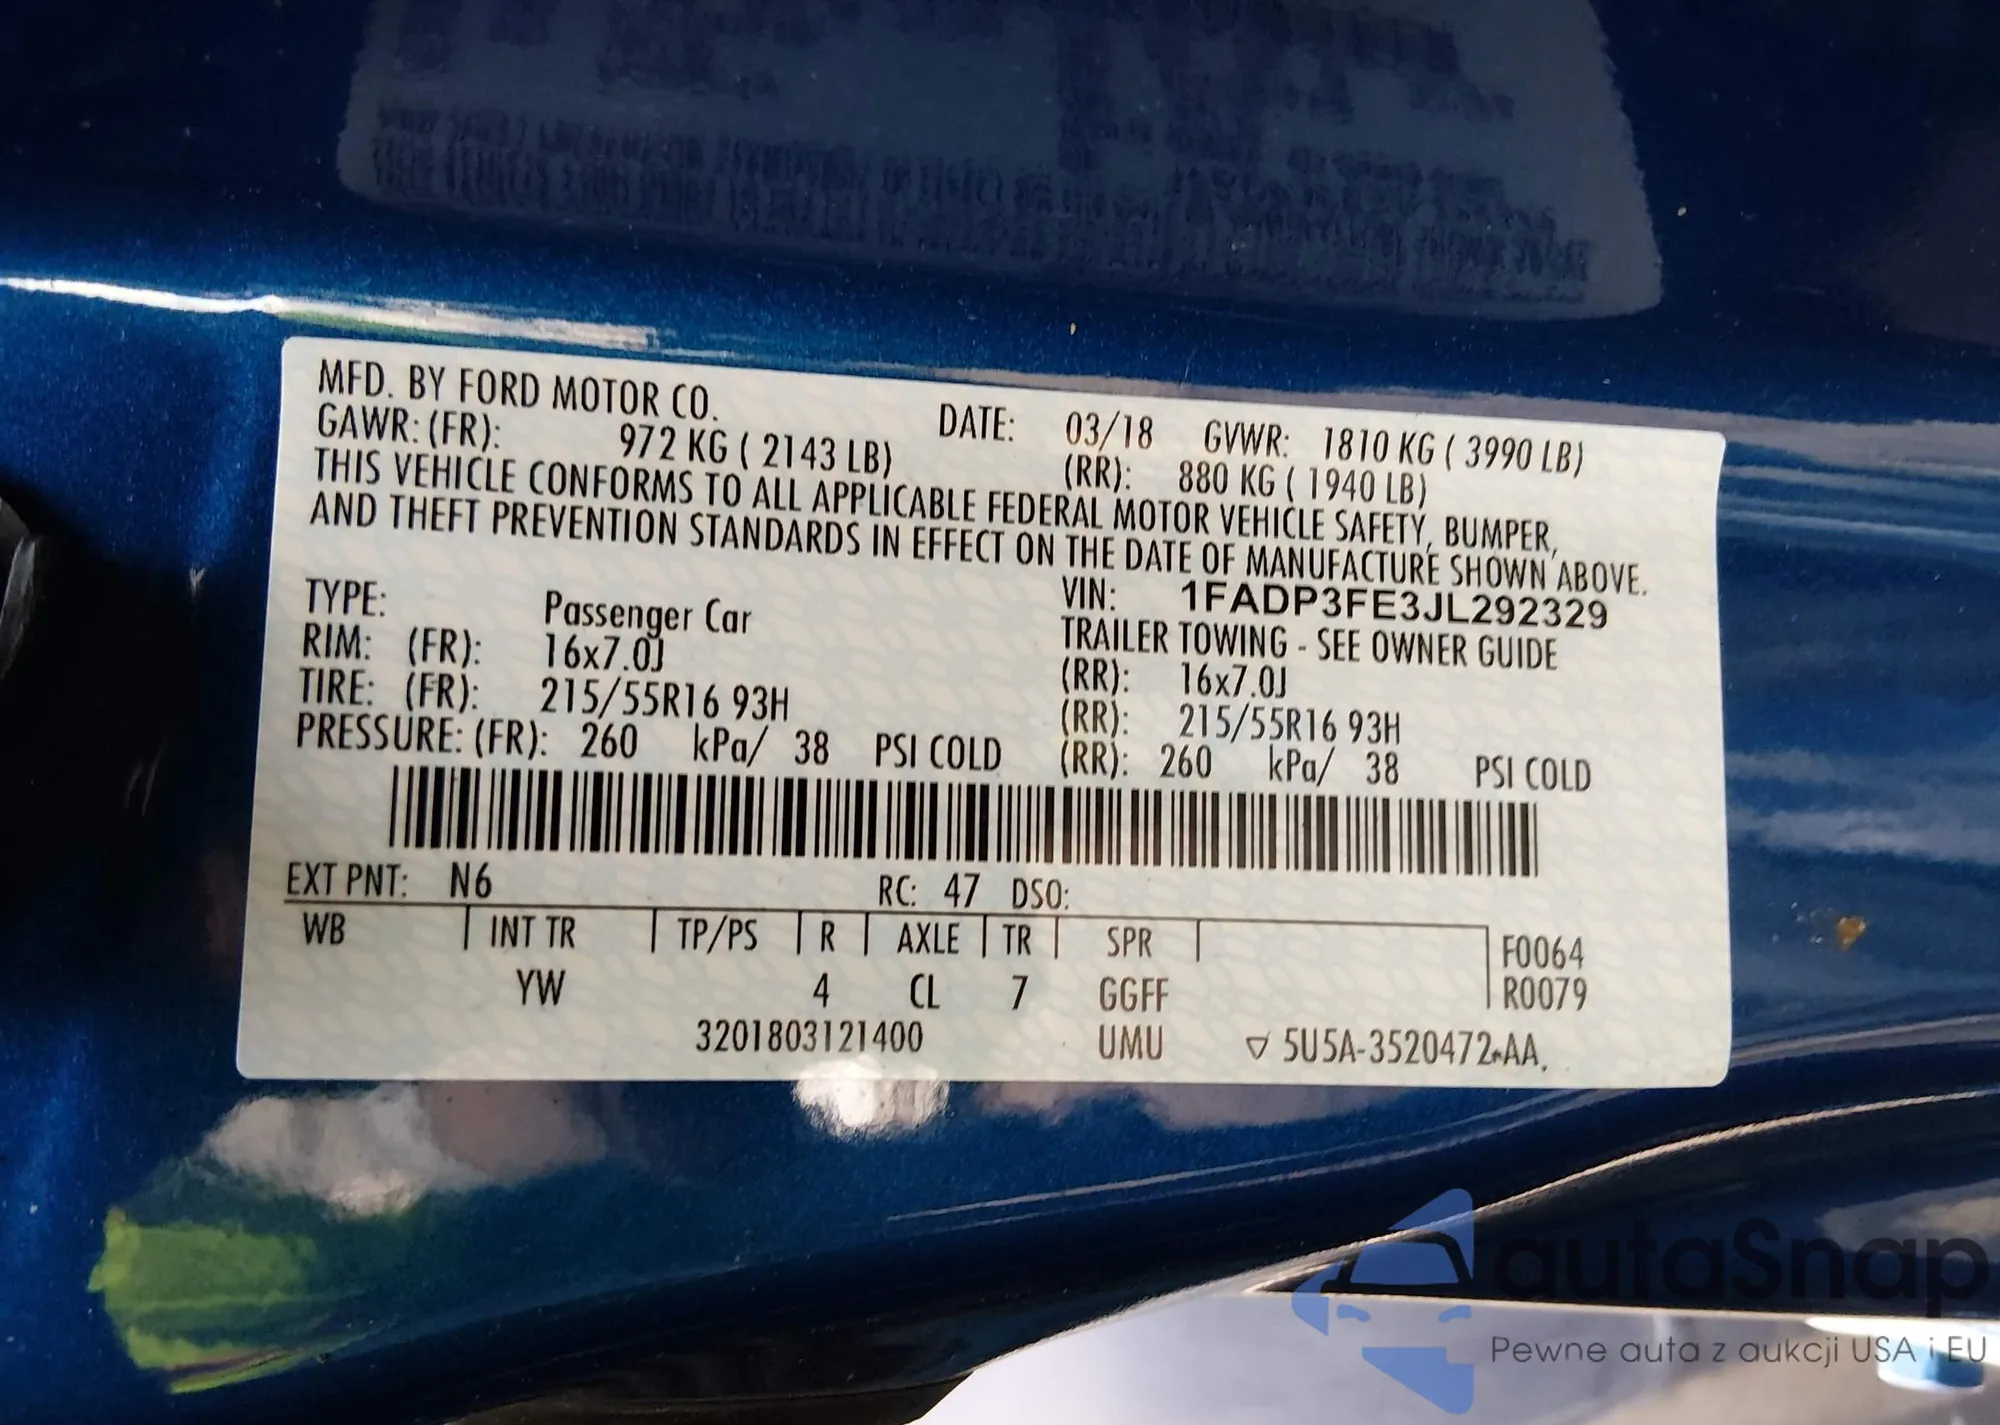 MFD. BY FORD MOTOR CO.
DATE: 03/18 GVWR: 1810 KG ( 3990 LB)
GAWR: (FR): 972 KG ( 2143 LB) (RR): 880 KG ( 1940 LB)
THIS VEHICLE CONFORMS TO ALL APPLICABLE FEDERAL MOTOR VEHICLE SAFETY, BUMPER,
AND THEFT PREVENTION STANDARDS IN EFFECT ON THE DATE OF MANUFACTURE SHOWN ABOVE.
VIN: 1FADP3FE3JL292329
TYPE: Passenger Car TRAILER TOWING - SEE OWNER GUIDE
RIM: (FR): 16x7.0J (RR): 16x7.0J
TIRE: (FR): 215/55R16 93H (RR): 215/55R16 93H
PRESSURE: (FR): 260 kPa/ 38 PSI COLD (RR): 260 kPa/ 38 PSI COLD
EXT PNT: N6 RC: 47 DSO:
WB INT TR TP/PS R AXLE TR SPR F0064
YW 4 CL 7 GGFF R0079
3201803121400 UMU 5U5A-3520472-AA.
autaSnap
Pewne auta z aukcji USA i EU